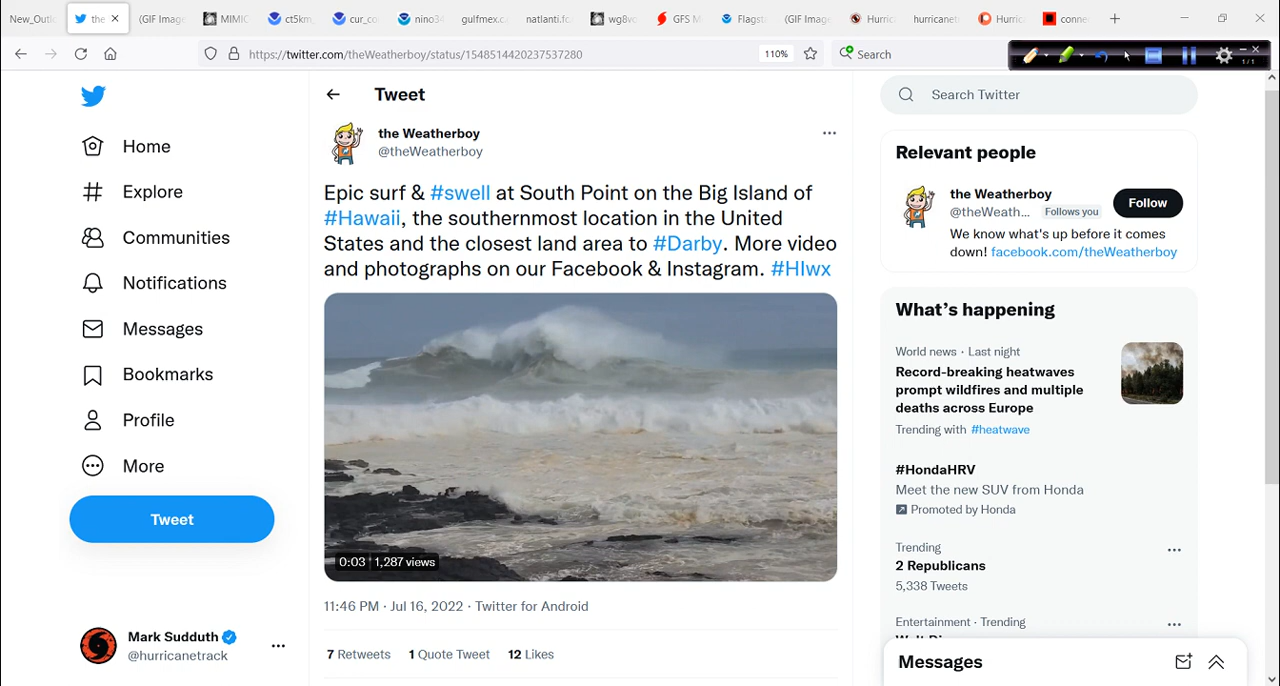 New_Outl
the
(GIF Image
MIMIC
ct5km_
cur_co
nino34
gulfmex.c
natlanti.fc
wg8vo
GFS M
Flagsta
(GIF Image
Hurric
hurricanet
Hurric
conne
https://twitter.com/theWeatherboy/status/1548514420237537280
110%
Search
1/1
Tweet
Search Twitter
Home
Explore
Communities
Notifications
Messages
Bookmarks
Profile
More
Tweet
Mark Sudduth
@hurricanetrack
the Weatherboy
@theWeatherboy
Epic surf & #swell at South Point on the Big Island of
#Hawaii, the southernmost location in the United
States and the closest land area to #Darby. More video
and photographs on our Facebook & Instagram. #HIwx
0:03 1,287 views
11:46 PM · Jul 16, 2022 · Twitter for Android
7 Retweets 1 Quote Tweet 12 Likes
Relevant people
the Weatherboy
@theWeath... Follows you
Follow
We know what's up before it comes
down! facebook.com/theWeatherboy
What's happening
World news · Last night
Record-breaking heatwaves
prompt wildfires and multiple
deaths across Europe
Trending with #heatwave
#HondaHRV
Meet the new SUV from Honda
Promoted by Honda
Trending
2 Republicans
5,338 Tweets
Entertainment · Trending
Messages